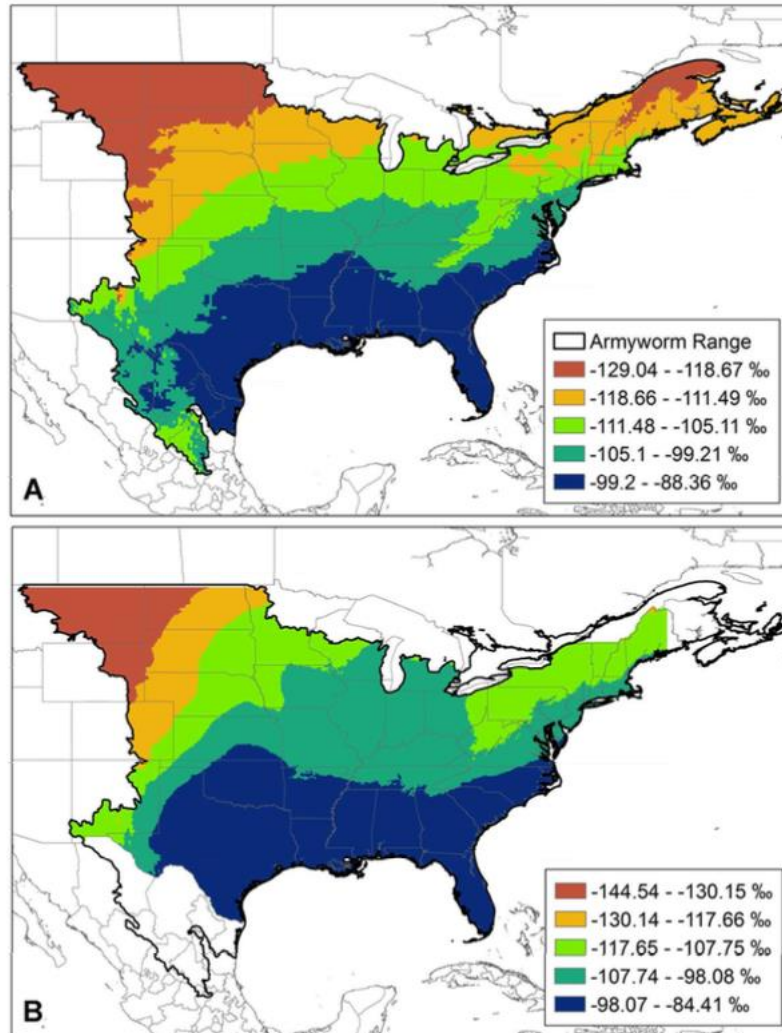 Armyworm Range
-129.04 - -118.67 ‰
-118.66 - -111.49 ‰
-111.48 - -105.11 ‰
-105.1 - -99.21 ‰
-99.2 - -88.36 ‰
A
-144.54 - -130.15 ‰
-130.14 - -117.66 ‰
-117.65 - -107.75 ‰
-107.74 - -98.08 ‰
-98.07 - -84.41 ‰
B